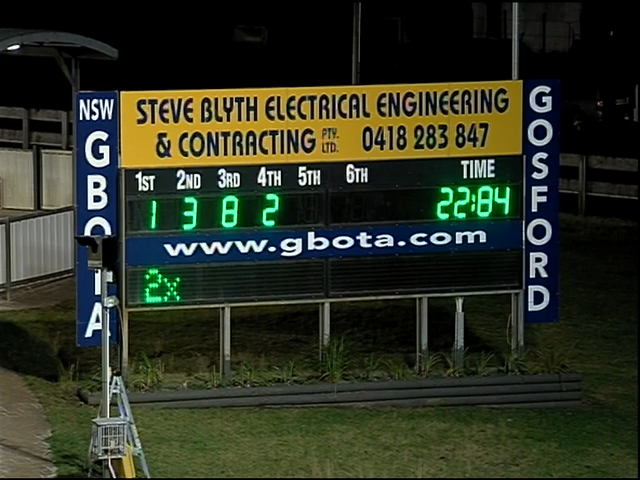 NSW
GBOTA
STEVE BLYTH ELECTRICAL ENGINEERING
& CONTRACTING PTY. LTD. 0418 283 847
1ST 2ND 3RD 4TH 5TH 6TH TIME
1 3 8 2 22:84
www.gbota.com
2x
GOSFORD